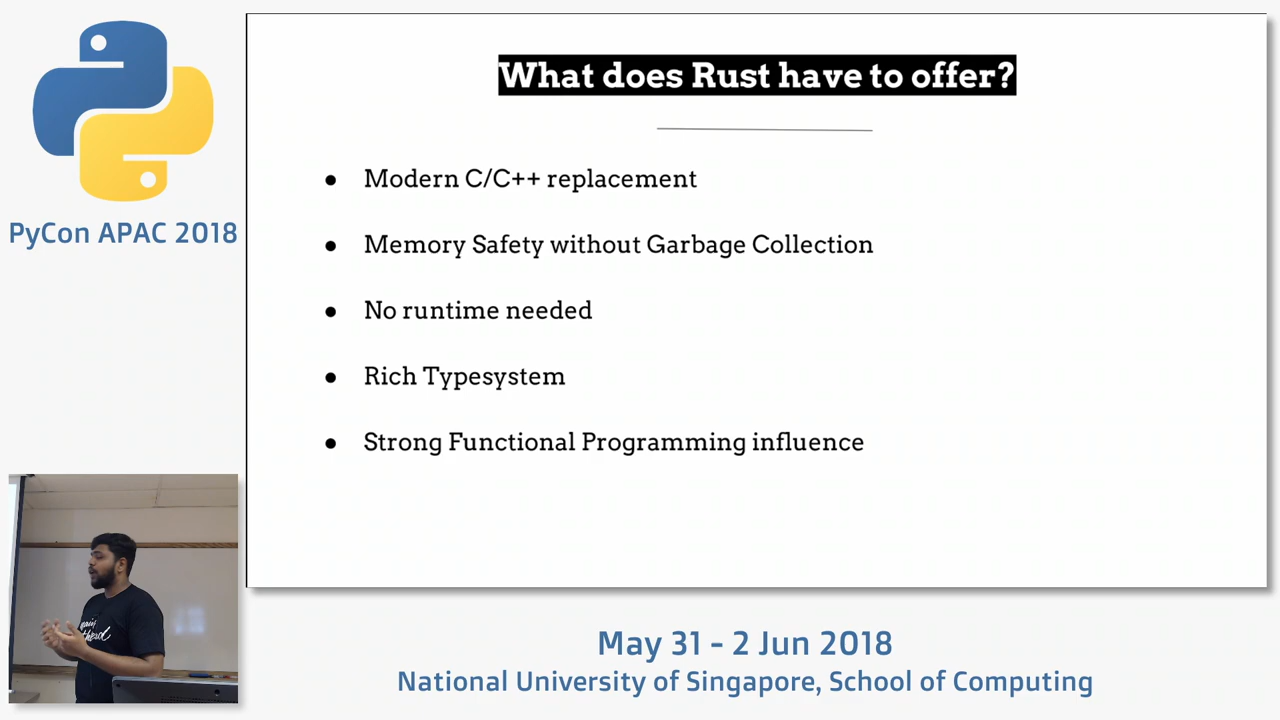 What does Rust have to offer?
PyCon APAC 2018
● Modern C/C++ replacement
● Memory Safety without Garbage Collection
● No runtime needed
● Rich Typesystem
● Strong Functional Programming influence
May 31 - 2 Jun 2018
National University of Singapore, School of Computing